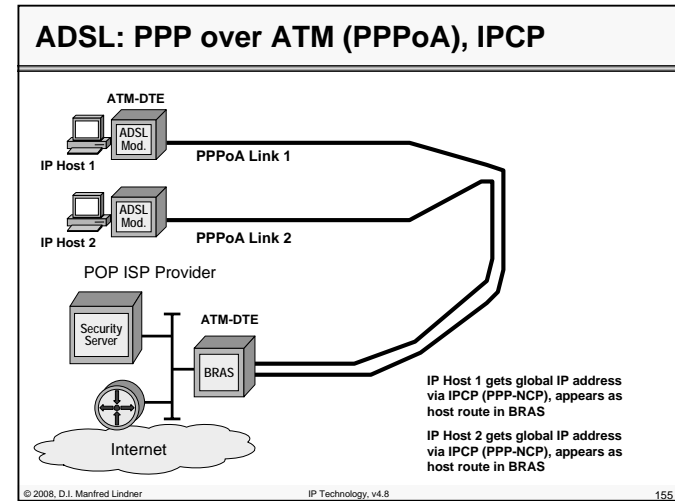 ADSL: PPP over ATM (PPPoA), IPCP
ATM-DTE
ADSL
Mod.
IP Host 1
PPPoA Link 1
ADSL
Mod.
IP Host 2
PPPoA Link 2
POP ISP Provider
Security
Server
ATM-DTE
BRAS
Internet
IP Host 1 gets global IP address
via IPCP (PPP-NCP), appears as
host route in BRAS
IP Host 2 gets global IP address
via IPCP (PPP-NCP), appears as
host route in BRAS
© 2008, D.I. Manfred Lindner
IP Technology, v4.8
155